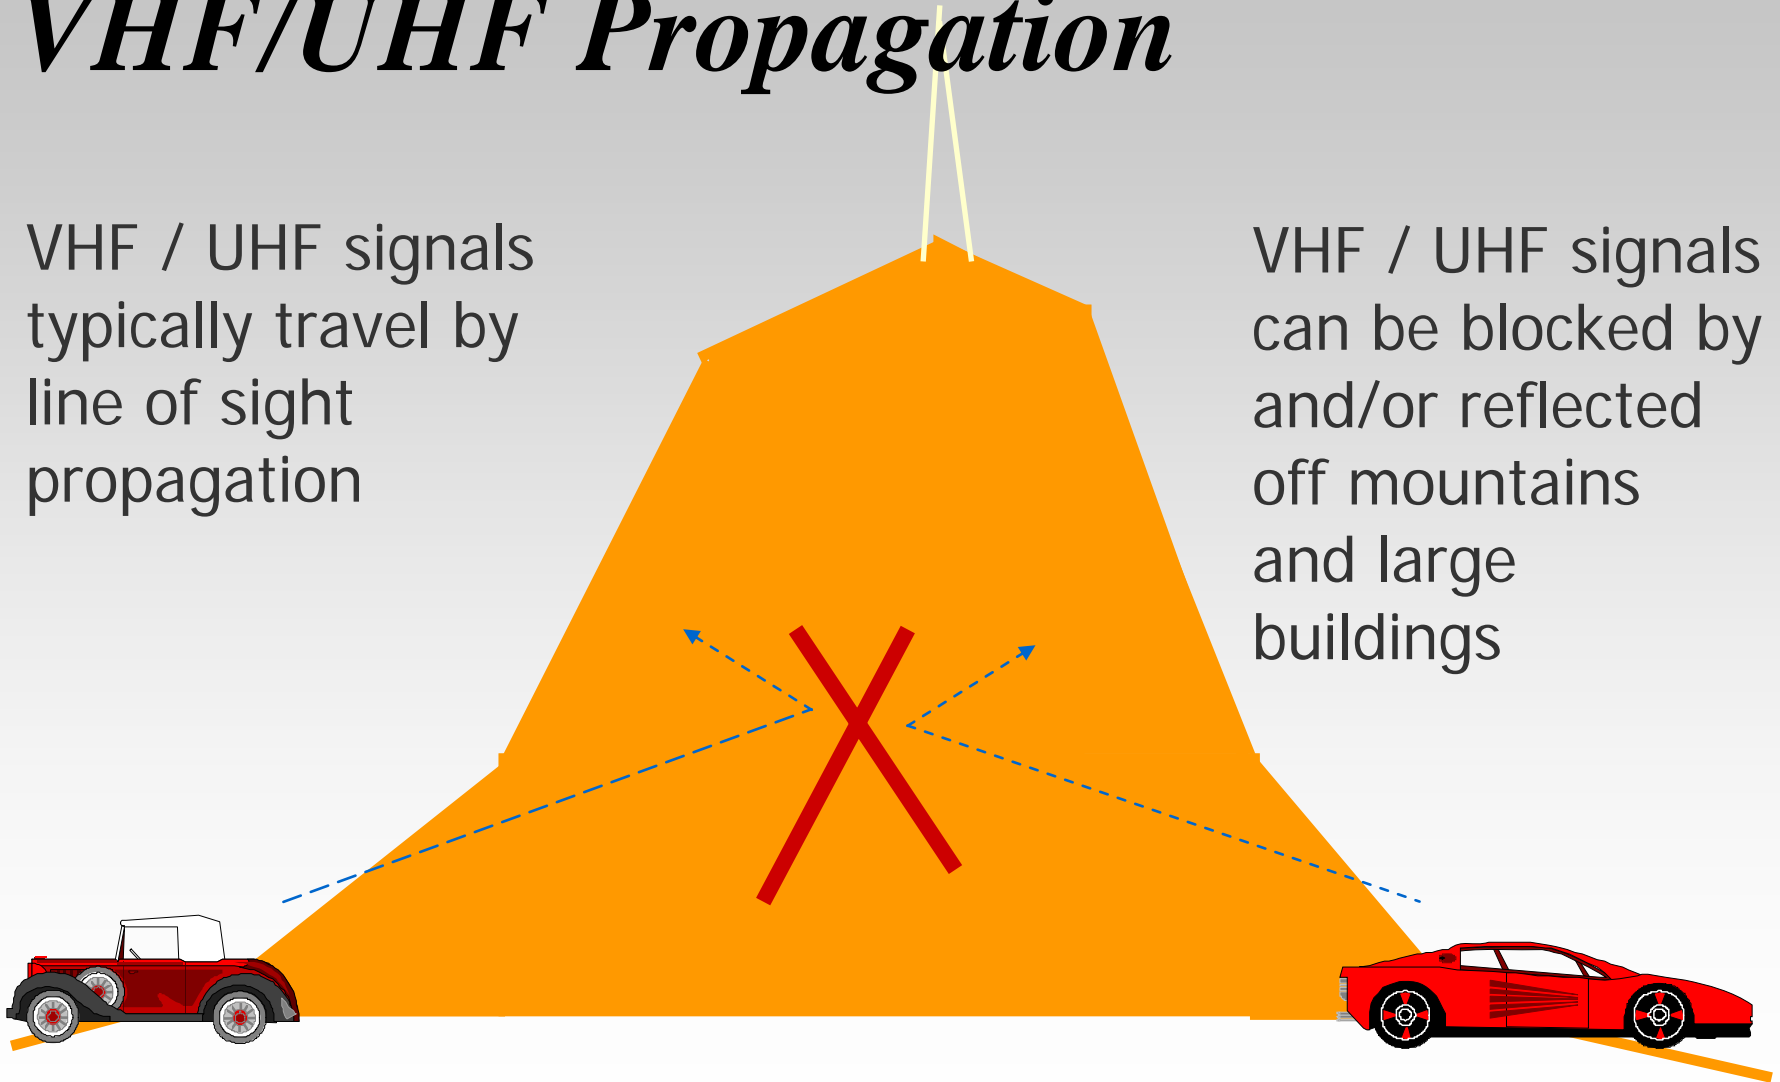 VHF/UHF Propagation
VHF / UHF signals
typically travel by
line of sight
propagation
VHF / UHF signals
can be blocked by
and/or reflected
off mountains
and large
buildings